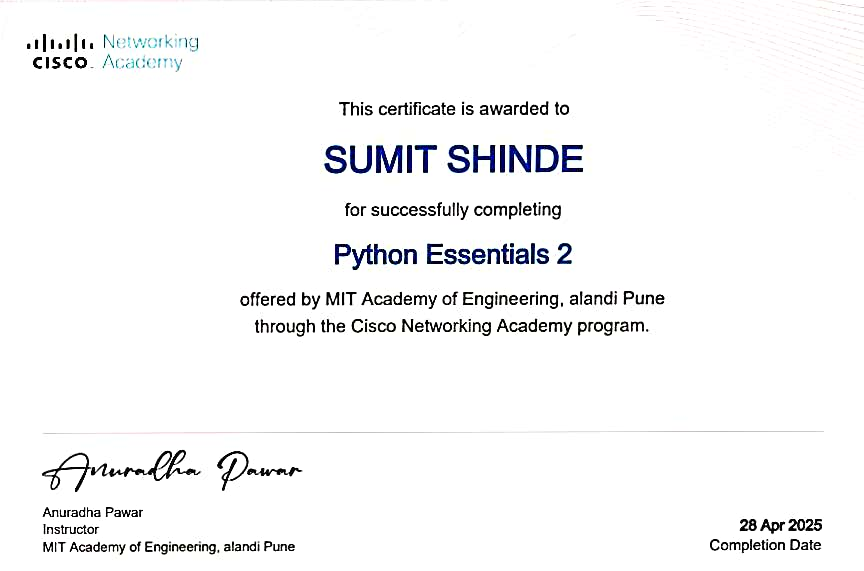 Networking
CISCO. Academy
This certificate is awarded to
SUMIT SHINDE
for successfully completing
Python Essentials 2
offered by MIT Academy of Engineering, alandi Pune
through the Cisco Networking Academy program.
Anuradha Pawar
Anuradha Pawar
Instructor
MIT Academy of Engineering, alandi Pune
28 Apr 2025
Completion Date